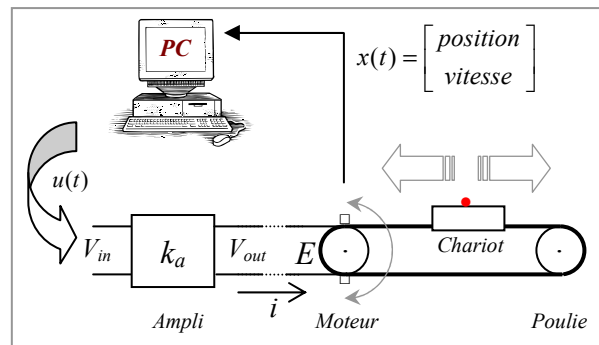 PC
x(t) = [ position
vitesse ]
u(t)
V_in
k_a
V_out
E
i
Chariot
Ampli
Moteur
Poulie